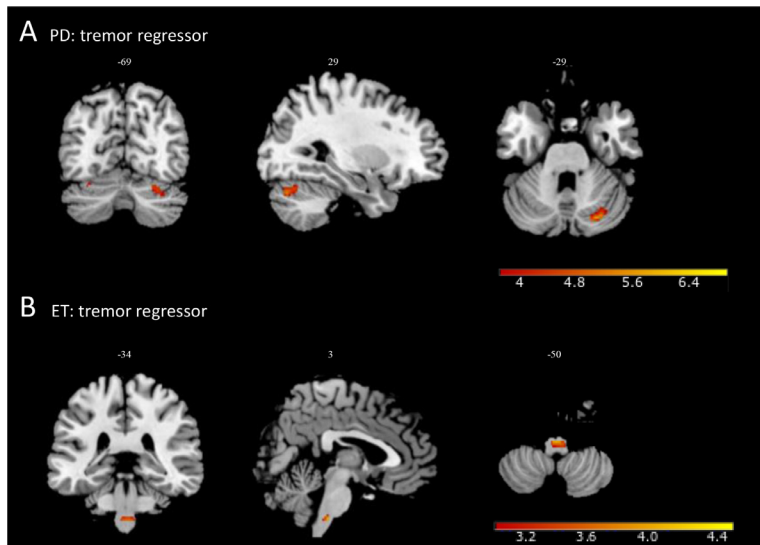 A PD: tremor regressor
-69 29 -29
4 4.8 5.6 6.4
B ET: tremor regressor
-34 3 -50
3.2 3.6 4.0 4.4